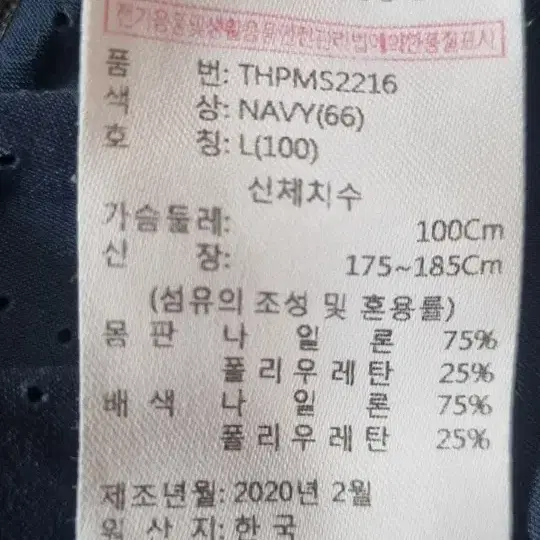 전기용품및생활용품안전관리법에의한품질표시
품 번: THPMS2216
색 상: NAVY(66)
호 칭: L(100)
신체치수
가슴둘레: 100Cm
신 장: 175~185Cm
(섬유의 조성 및 혼용률)
몸 판 나 일 론 75%
폴리우레탄 25%
배 색 나 일 론 75%
폴리우레탄 25%
제조년월: 2020년 2월
원 산 지: 한 국